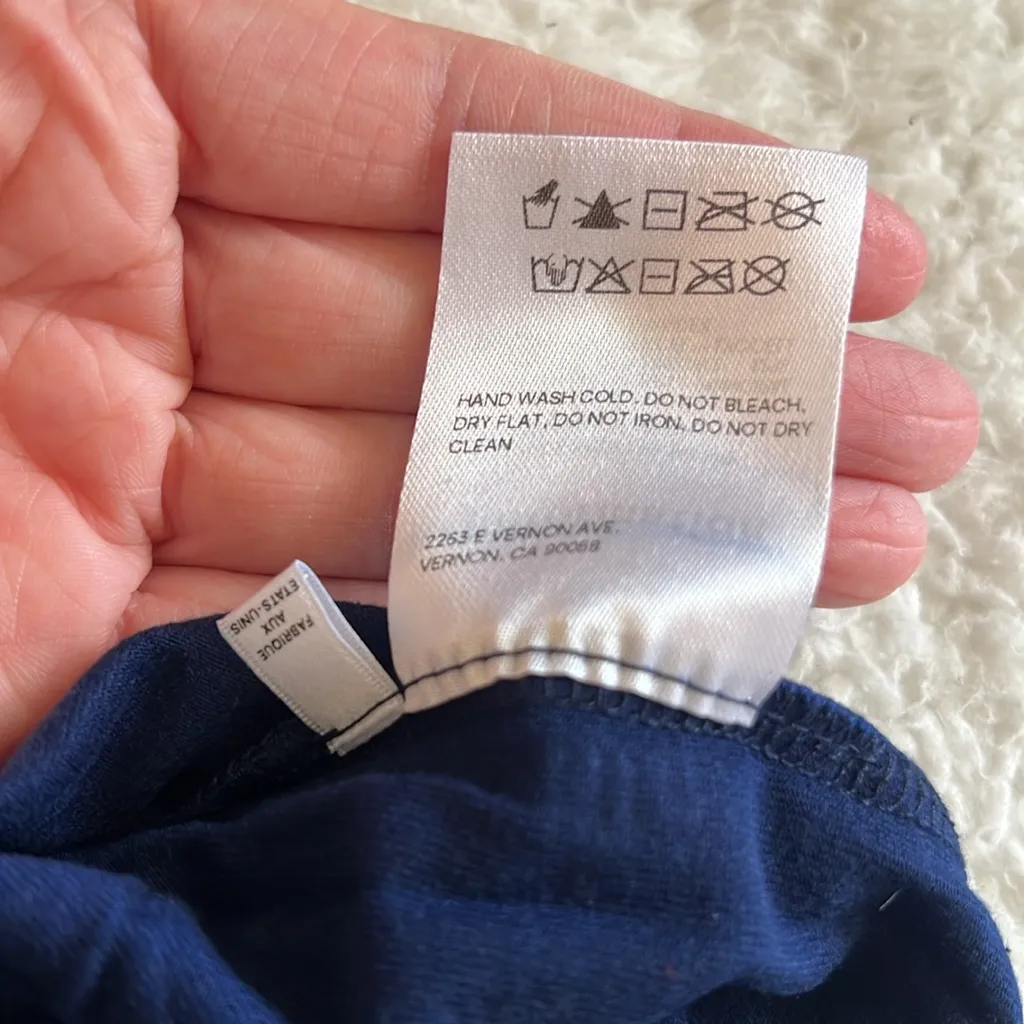 HAND WASH COLD. DO NOT BLEACH,
DRY FLAT, DO NOT IRON, DO NOT DRY
CLEAN
2263 E VERNON AVE.
VERNON, CA 90058
FABRIQUE
AUX
ETATS-UNIS